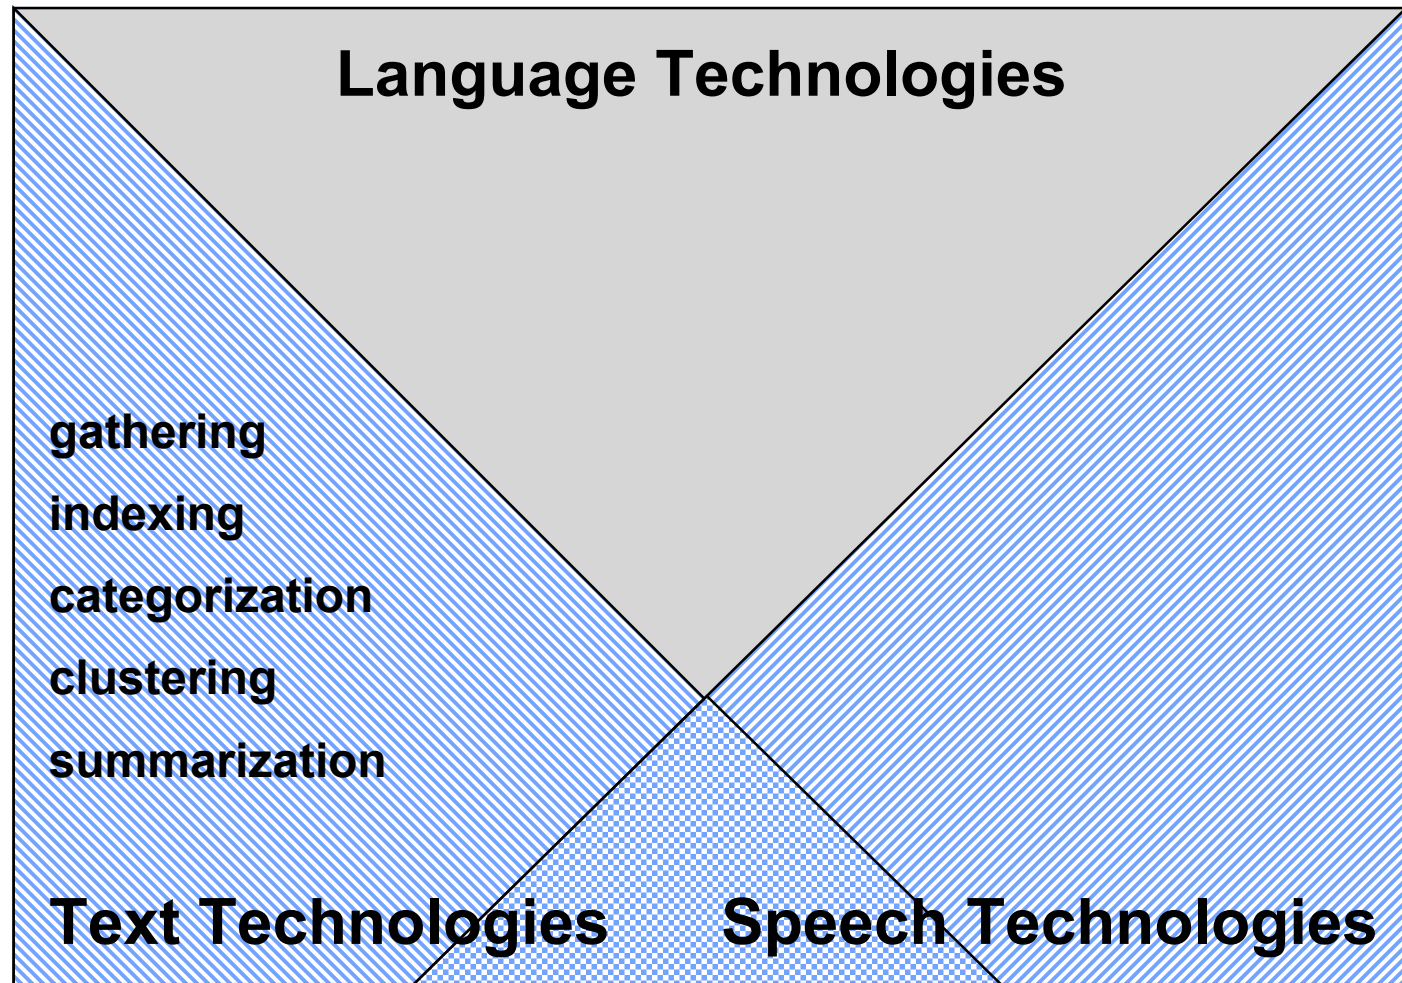 Language Technologies
gathering
indexing
categorization
clustering
summarization
Text Technologies
Speech Technologies